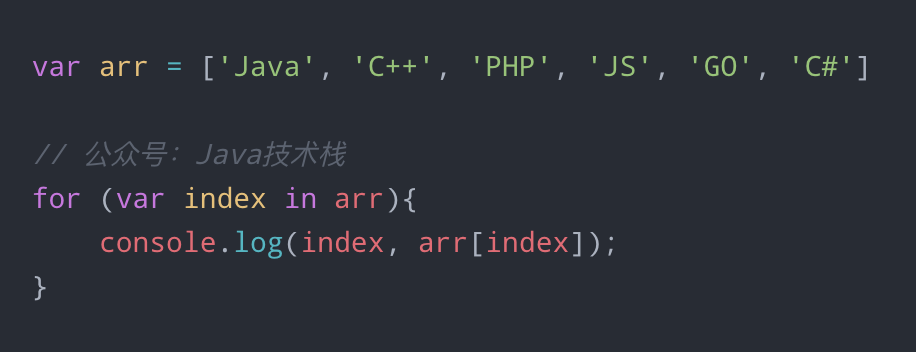 var arr = ['Java', 'C++', 'PHP', 'JS', 'GO', 'C#']
// 公众号：Java技术栈
for (var index in arr){
    console.log(index, arr[index]);
}